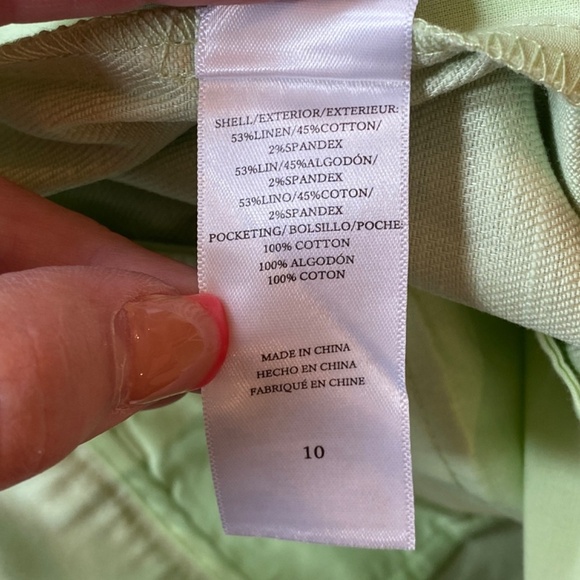 SHELL/EXTERIOR/EXTERIEUR:
53%LINEN/45%COTTON/
2%SPANDEX
53%LIN/45%ALGODÓN/
2%SPANDEX
53%LINO/45%COTON/
2%SPANDEX
POCKETING/BOLSILLO/POCHE:
100% COTTON
100% ALGODÓN
100% COTON
MADE IN CHINA
HECHO EN CHINA
FABRIQUÉ EN CHINE
10